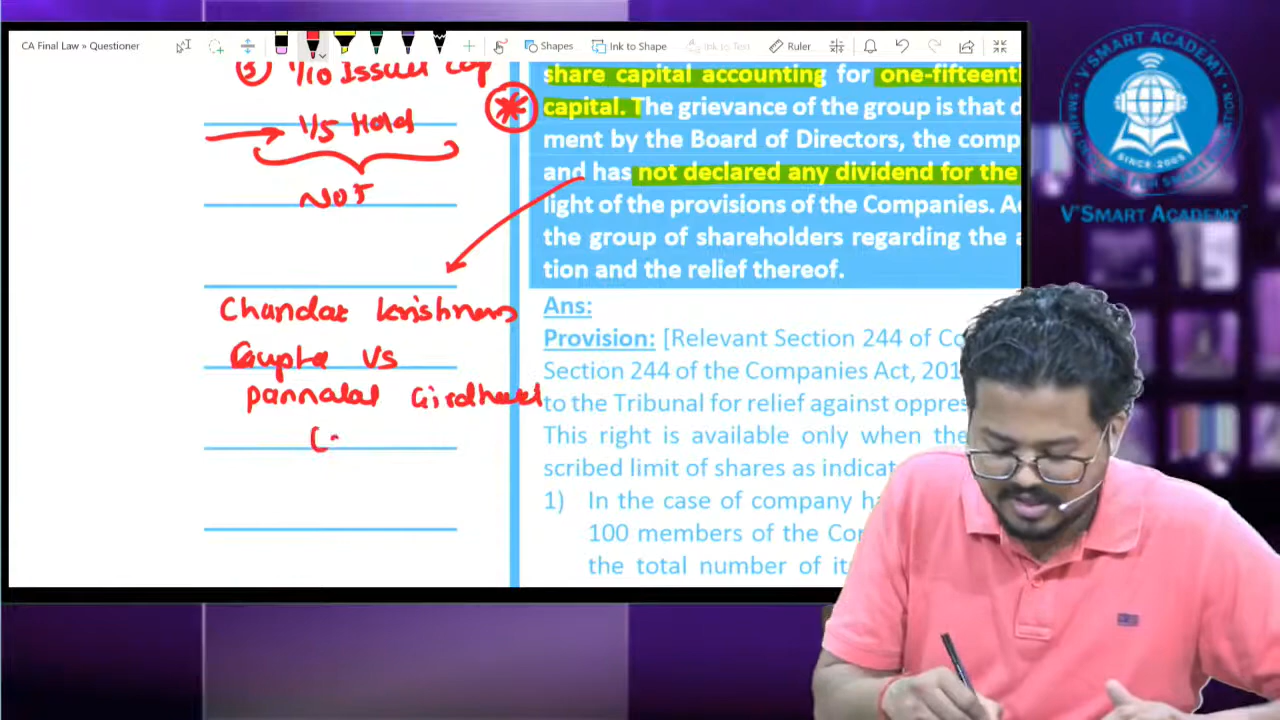 CA Final Law » Questioner
Shapes
Ink to Shape
Ink to Text
Ruler
③ 1/10 Issued Cap
1/5 Hold
NOT
Chandar Krishnens
Gupta Vs
Pannalal Girdharl
(
share capital accounting for one-fifteent
capital. The grievance of the group is that d
ment by the Board of Directors, the comp
and has not declared any dividend for the
light of the provisions of the Companies. A
the group of shareholders regarding the a
tion and the relief thereof.
Ans:
Provision: [Relevant Section 244 of Co
Section 244 of the Companies Act, 201
to the Tribunal for relief against oppres
This right is available only when the
scribed limit of shares as indicat
1) In the case of company ha
100 members of the Cor
the total number of it
V'SMART ACADEMY
SINCE 2005
V'SMART ACADEMY